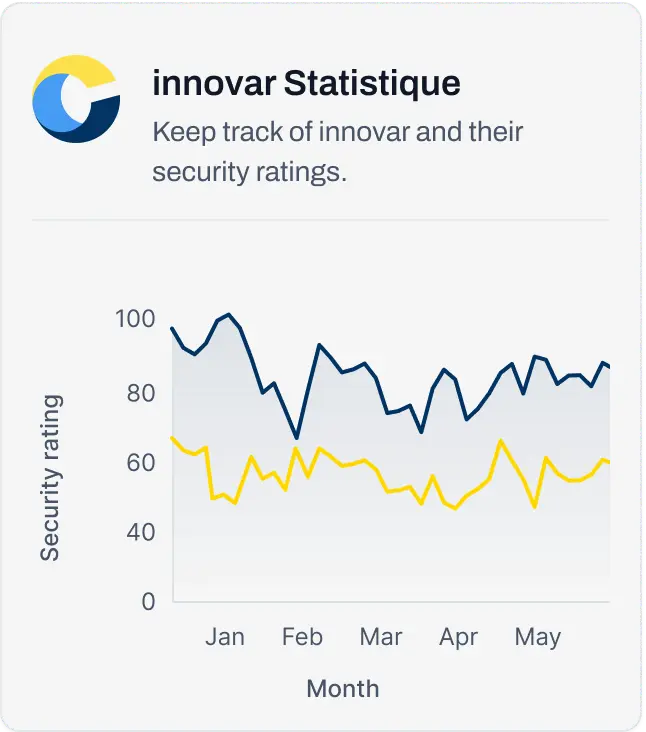 innovar Statistique
Keep track of innovar and their
security ratings.
100
80
60
40
0
Security rating
Jan Feb Mar Apr May
Month